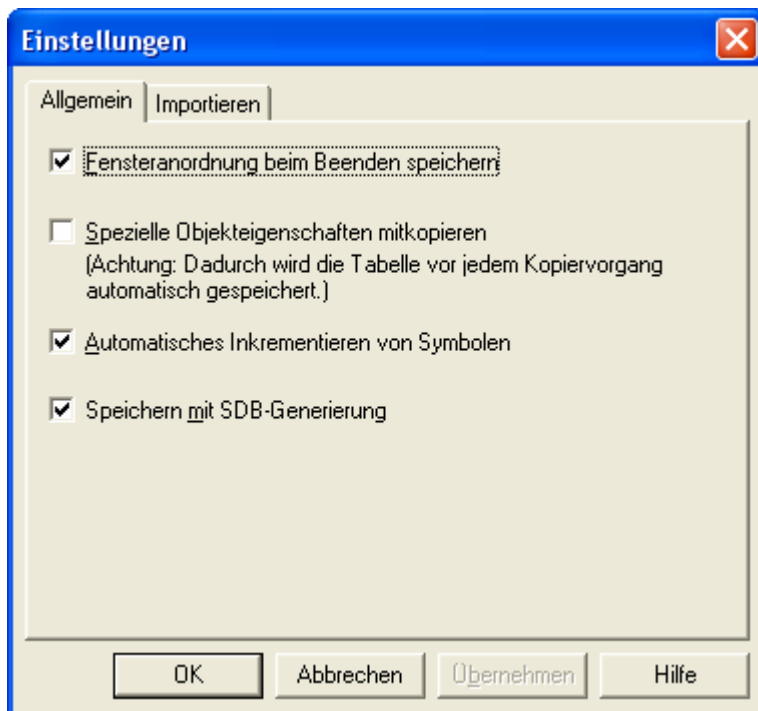 Einstellungen
Allgemein
Importieren
Fensteranordnung beim Beenden speichern
Spezielle Objekteigenschaften mitkopieren
(Achtung: Dadurch wird die Tabelle vor jedem Kopiervorgang
automatisch gespeichert.)
Automatisches Inkrementieren von Symbolen
Speichern mit SDB-Generierung
OK
Abbrechen
Übernehmen
Hilfe